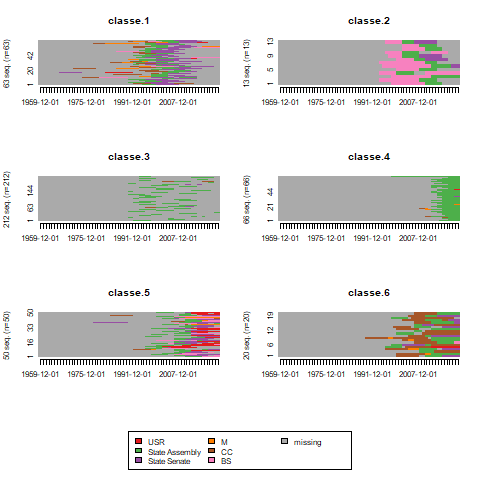 classe.1
63 seq. (n=63)
1 20 42
1959-12-01 1975-12-01 1991-12-01 2007-12-01
classe.2
13 seq. (n=13)
1 5 9 13
1959-12-01 1975-12-01 1991-12-01 2007-12-01
classe.3
212 seq. (n=212)
1 63 144
1959-12-01 1975-12-01 1991-12-01 2007-12-01
classe.4
66 seq. (n=66)
1 21 44
1959-12-01 1975-12-01 1991-12-01 2007-12-01
classe.5
50 seq. (n=50)
1 16 33 50
1959-12-01 1975-12-01 1991-12-01 2007-12-01
classe.6
20 seq. (n=20)
1 6 12 19
1959-12-01 1975-12-01 1991-12-01 2007-12-01
USR M missing
State Assembly CC
State Senate BS